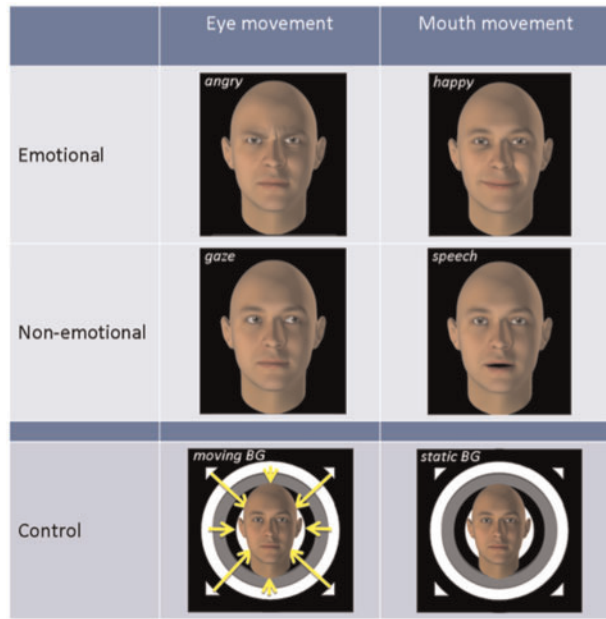 Eye movement
Mouth movement
Emotional
angry
happy
Non-emotional
gaze
speech
Control
moving BG
static BG